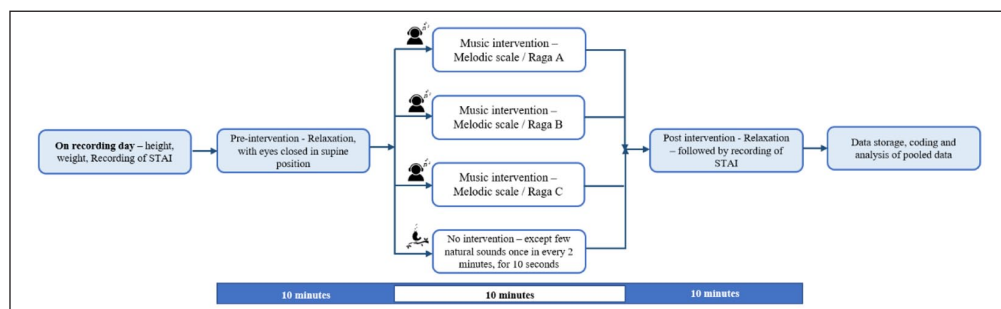 On recording day – height,
weight, Recording of STAI
Pre-intervention - Relaxation,
with eyes closed in supine
position
Music intervention –
Melodic scale / Raga A
Music intervention –
Melodic scale / Raga B
Music intervention –
Melodic scale / Raga C
No intervention – except few
natural sounds once in every 2
minutes, for 10 seconds
Post intervention - Relaxation
– followed by recording of
STAI
Data storage, coding and
analysis of pooled data
10 minutes
10 minutes
10 minutes